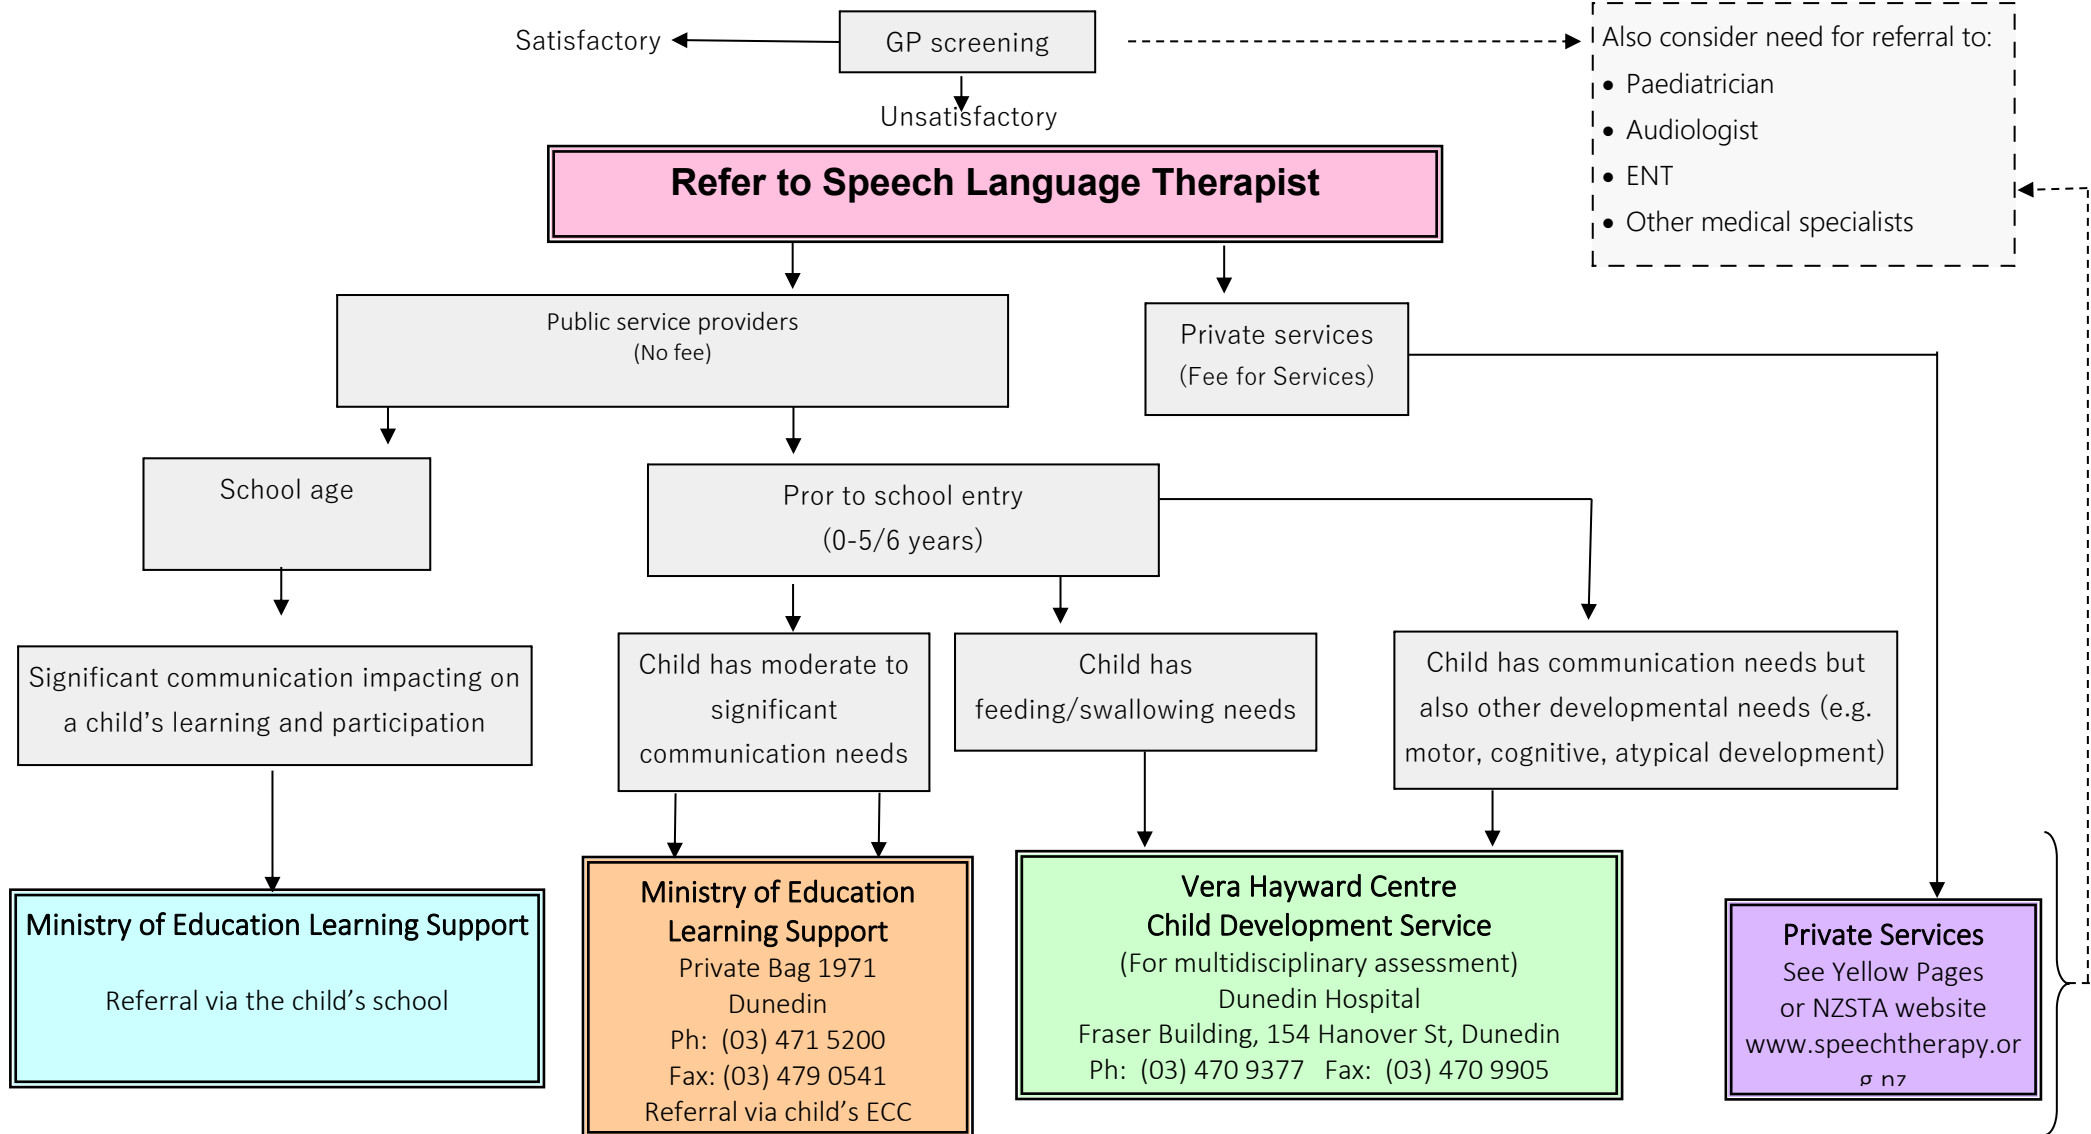 Satisfactory
GP screening
Unsatisfactory
Also consider need for referral to:
• Paediatrician
• Audiologist
• ENT
• Other medical specialists
Refer to Speech Language Therapist
Public service providers
(No fee)
Private services
(Fee for Services)
School age
Pror to school entry
(0-5/6 years)
Significant communication impacting on
a child’s learning and participation
Child has moderate to
significant
communication needs
Child has
feeding/swallowing needs
Child has communication needs but
also other developmental needs (e.g.
motor, cognitive, atypical development)
Ministry of Education Learning Support
Referral via the child’s school
Ministry of Education
Learning Support
Private Bag 1971
Dunedin
Ph: (03) 471 5200
Fax: (03) 479 0541
Referral via child’s ECC
Vera Hayward Centre
Child Development Service
(For multidisciplinary assessment)
Dunedin Hospital
Fraser Building, 154 Hanover St, Dunedin
Ph: (03) 470 9377 Fax: (03) 470 9905
Private Services
See Yellow Pages
or NZSTA website
www.speechtherapy.or
g.nz